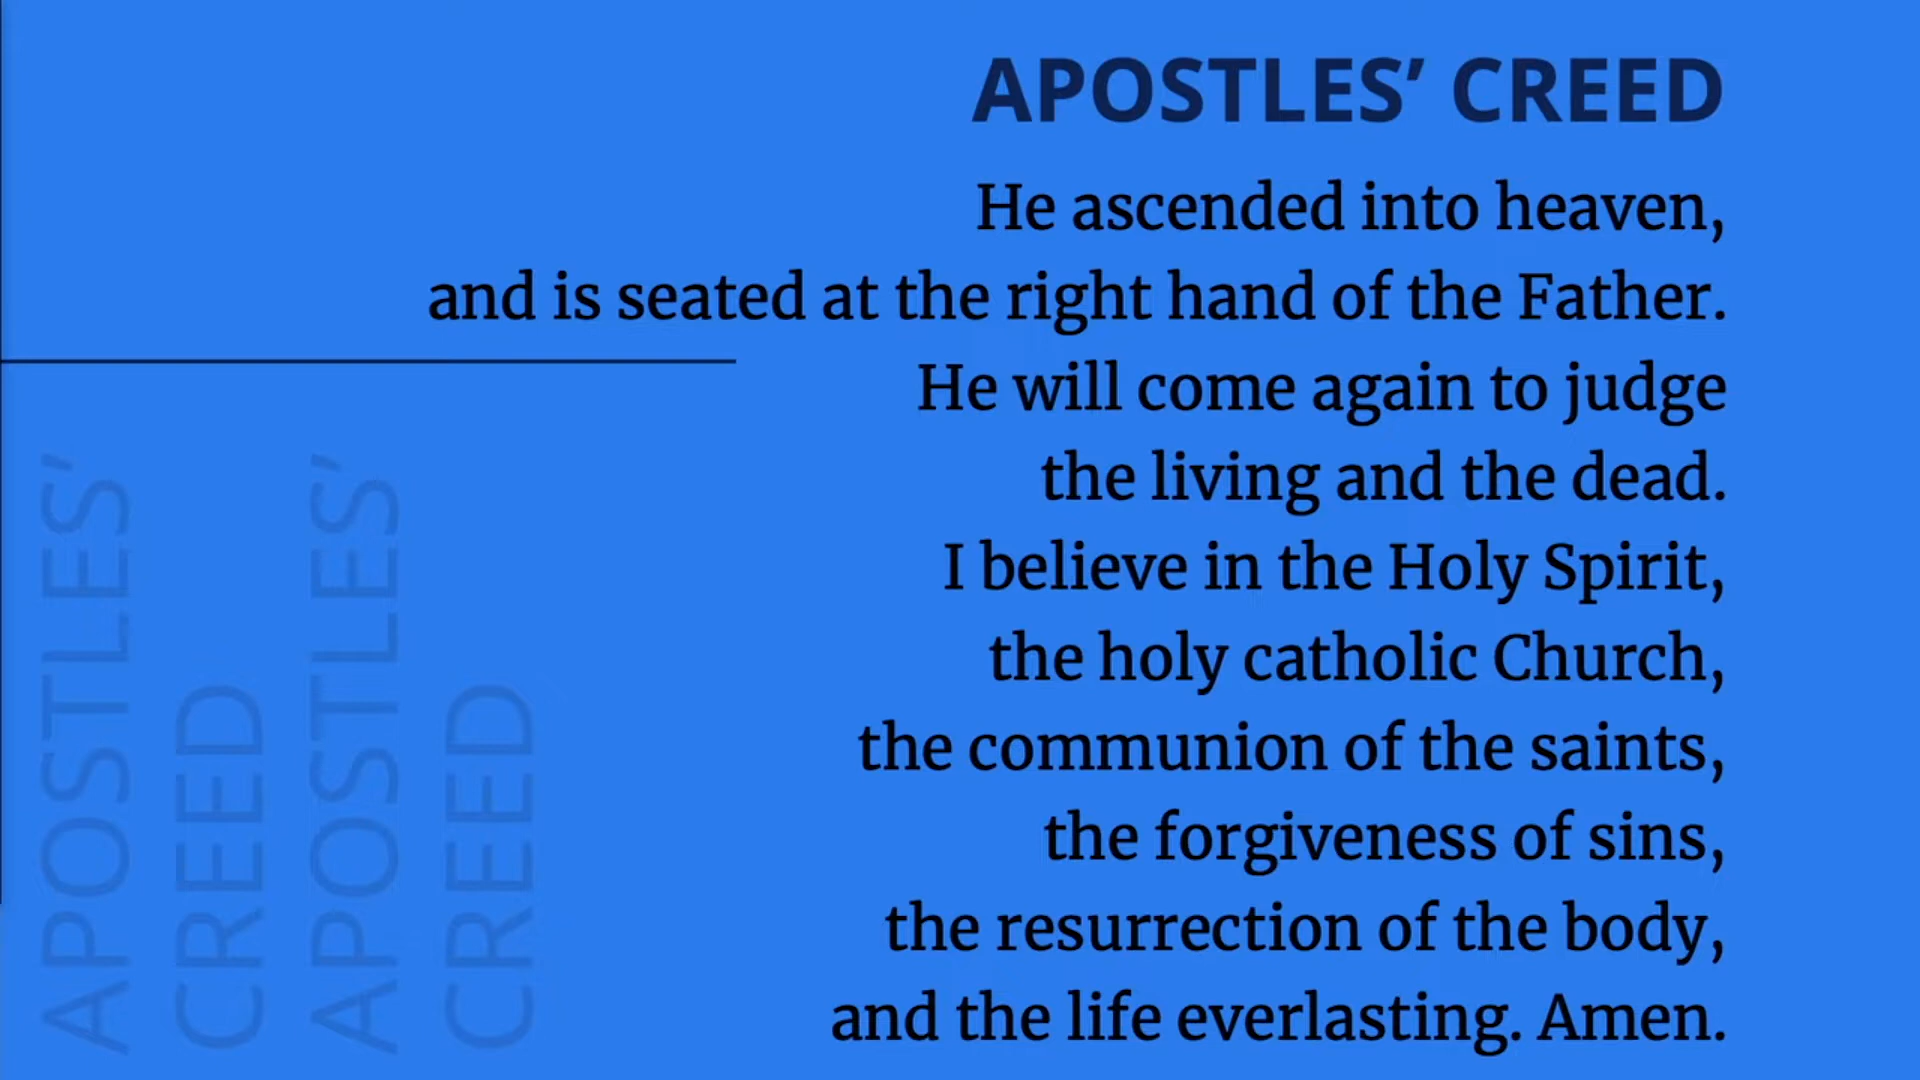 APOSTLES’ CREED
He ascended into heaven,
and is seated at the right hand of the Father.
He will come again to judge
the living and the dead.
I believe in the Holy Spirit,
the holy catholic Church,
the communion of the saints,
the forgiveness of sins,
the resurrection of the body,
and the life everlasting. Amen.
APOSTLES’
CREED
APOSTLES’
CREED